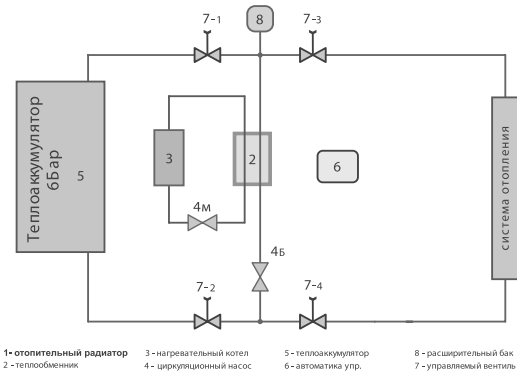 7-1
8
7-3
Теплоаккумулятор
6Бар
5
3
2
6
система отопления
4м
4Б
7-2
7-4
1- отопительный радиатор
2 - теплообменник
3 - нагревательный котел
4 - циркуляционный насос
5 - теплоаккумулятор
6 - автоматика упр.
8 - расширительный бак
7 - управляемый вентиль